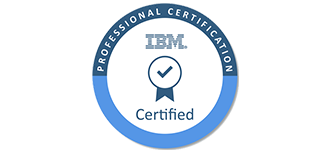 PROFESSIONAL CERTIFICATION
IBM.
Certified